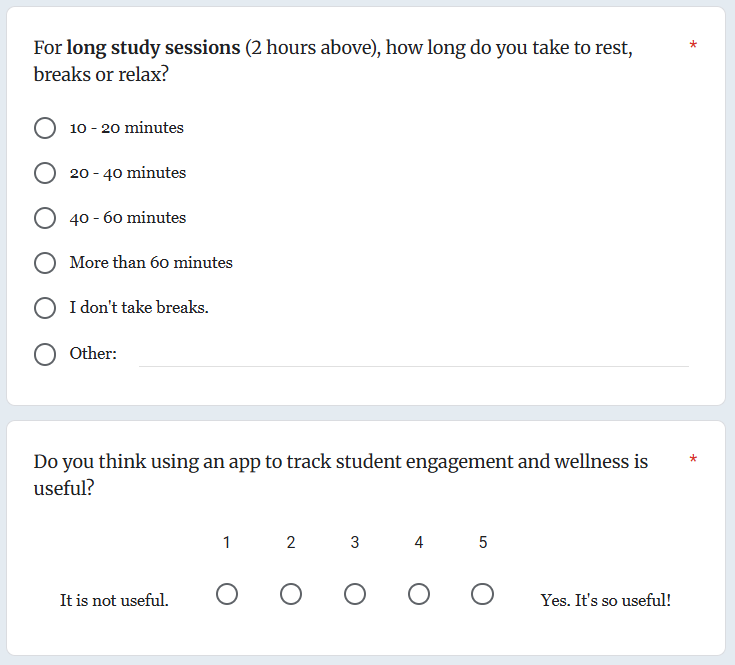 For long study sessions (2 hours above), how long do you take to rest, *
breaks or relax?
10 - 20 minutes
20 - 40 minutes
40 - 60 minutes
More than 60 minutes
I don't take breaks.
Other:
Do you think using an app to track student engagement and wellness is *
useful?
1 2 3 4 5
It is not useful. Yes. It's so useful!